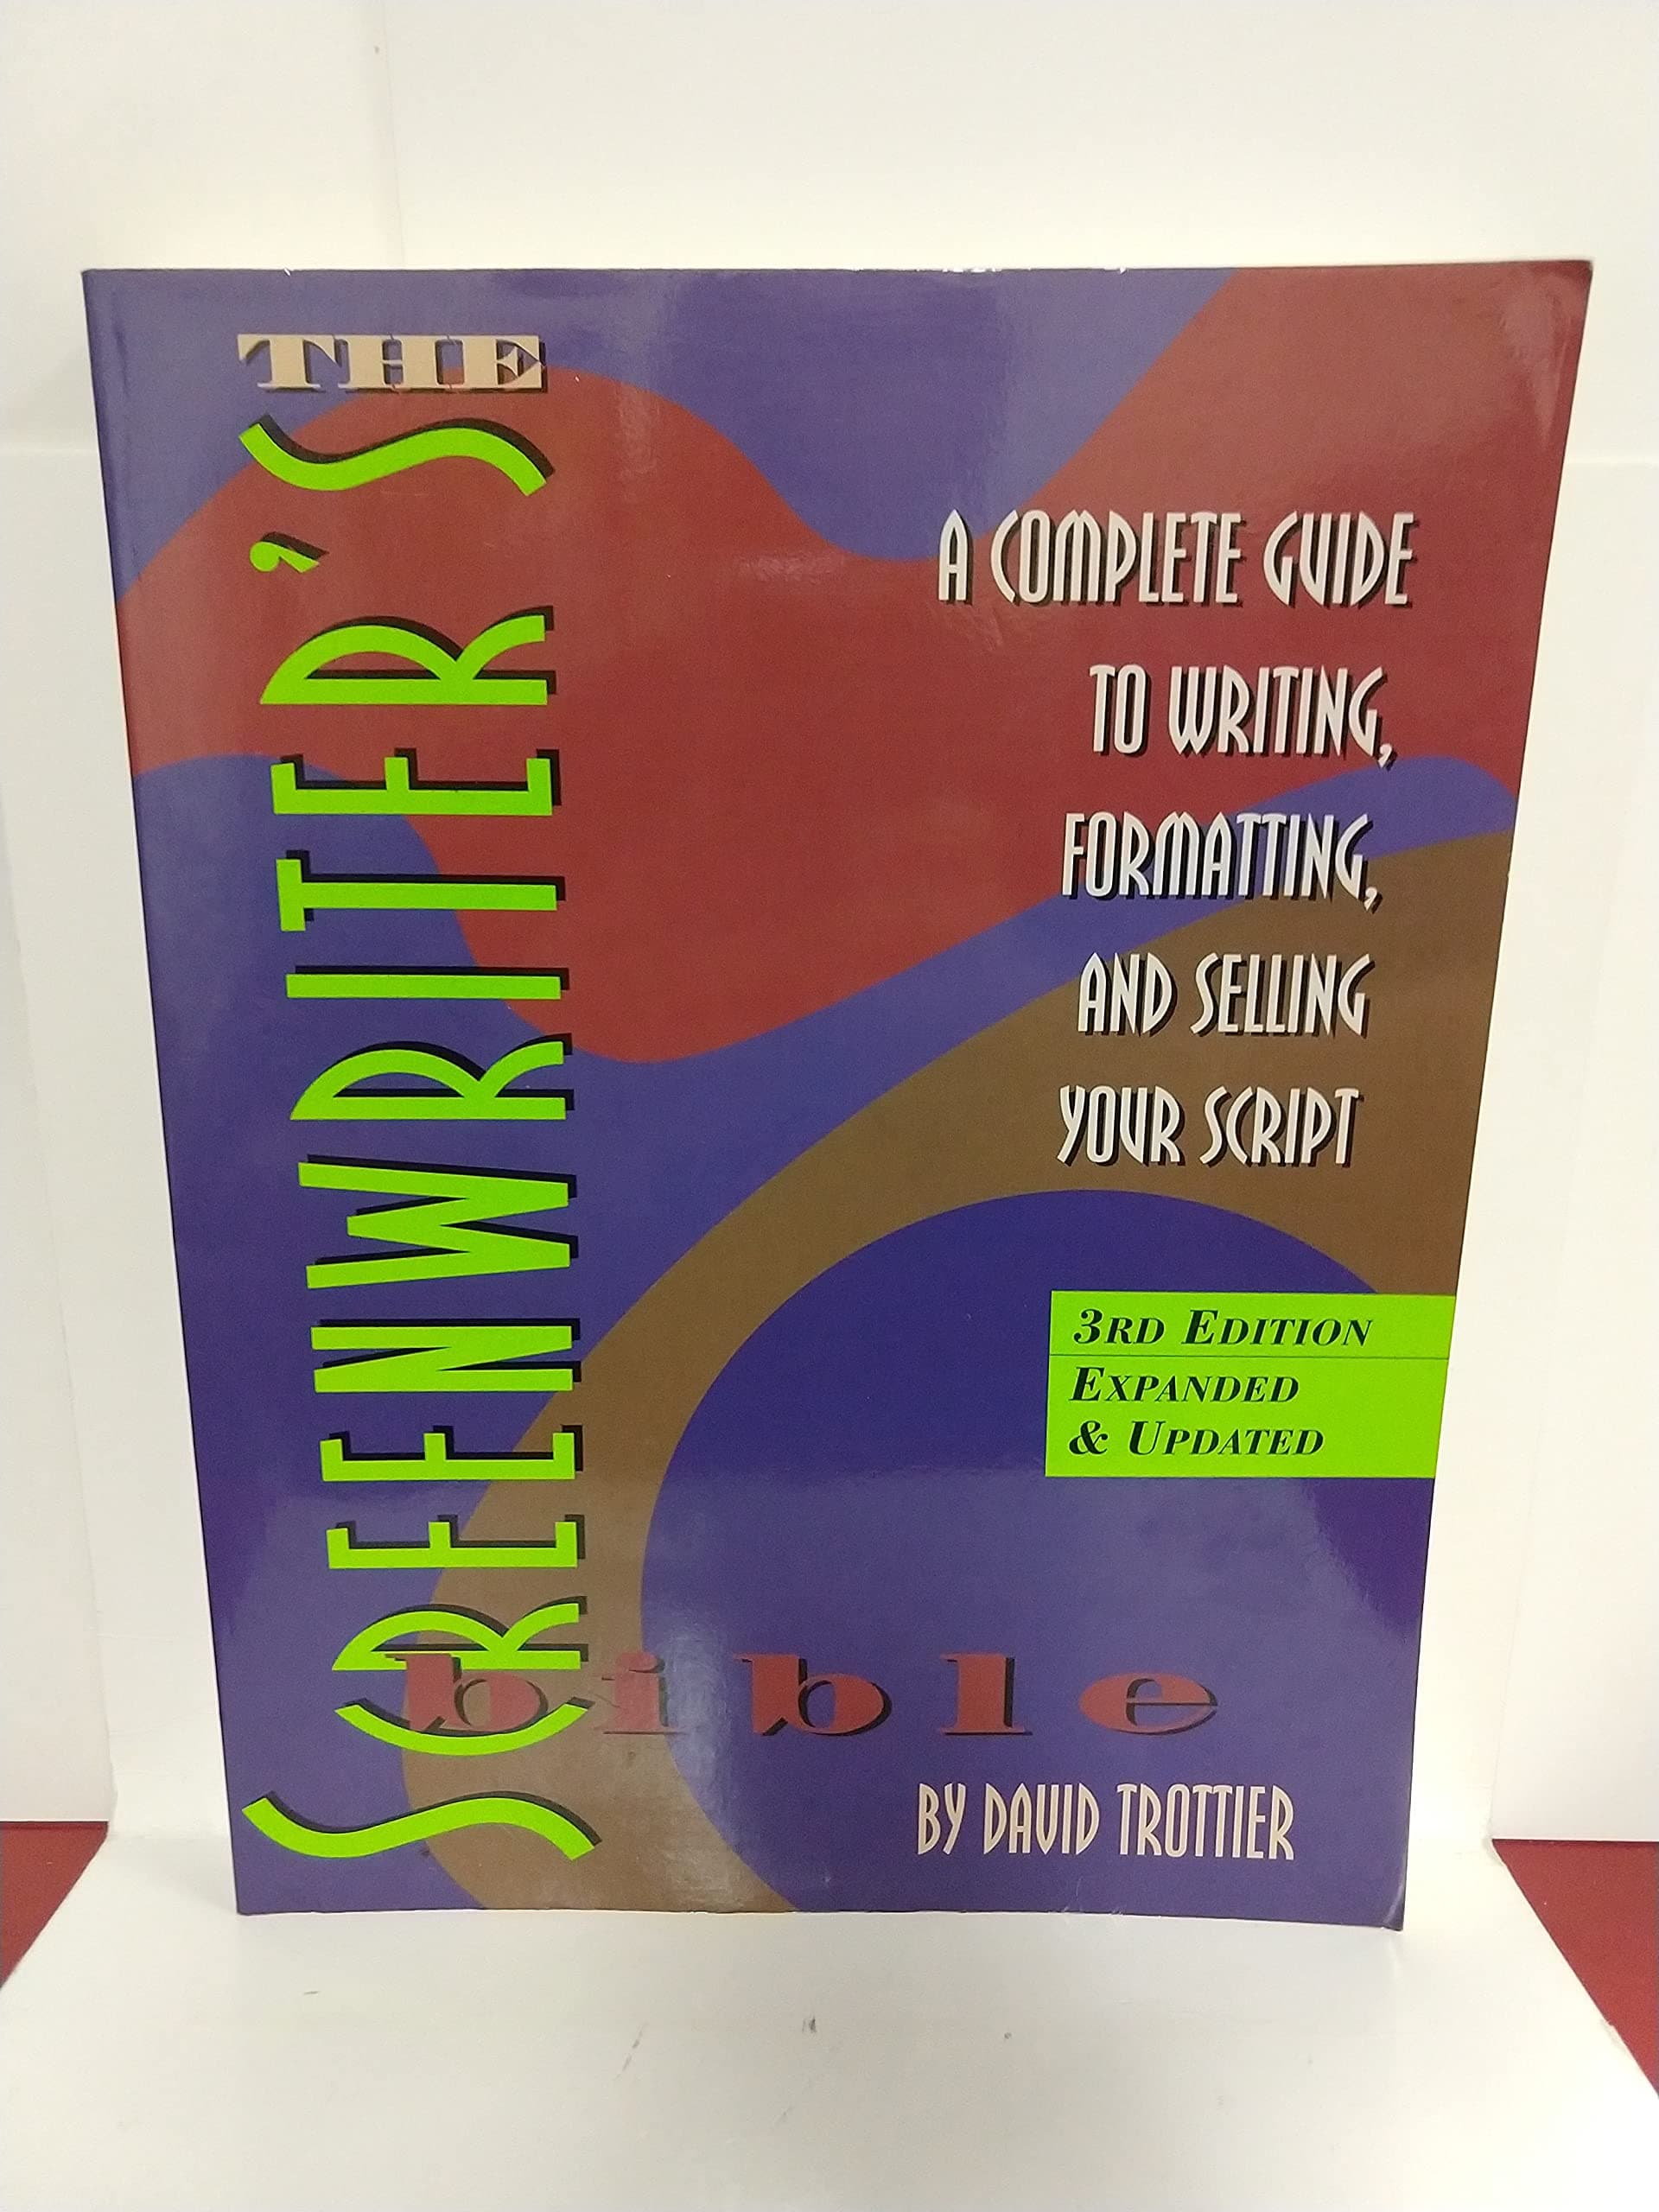 THE
SCREENWRITER'S
bible
A COMPLETE GUIDE
TO WRITING,
FORMATTING,
AND SELLING
YOUR SCRIPT
3RD EDITION
EXPANDED
& UPDATED
BY DAVID TROTTIER